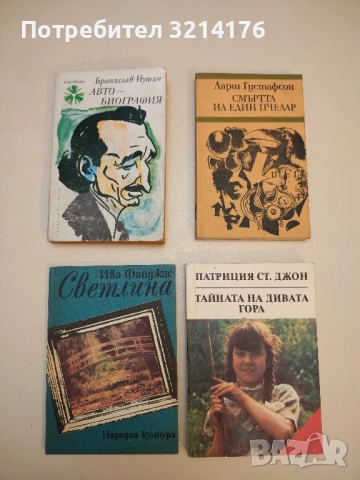 Потребител #3214176
Бранислав Нушич
АВТО—
БИОГРАФИЯ
Ларш Густафсон
СМЪРТТА
НА ЕДИН ПЧЕЛАР
Ива Файджис
Светлина
Народна култура
ПАТРИЦИЯ СТ. ДЖОН
ТАЙНАТА НА ДИВАТА
ГОРА
BAZAR